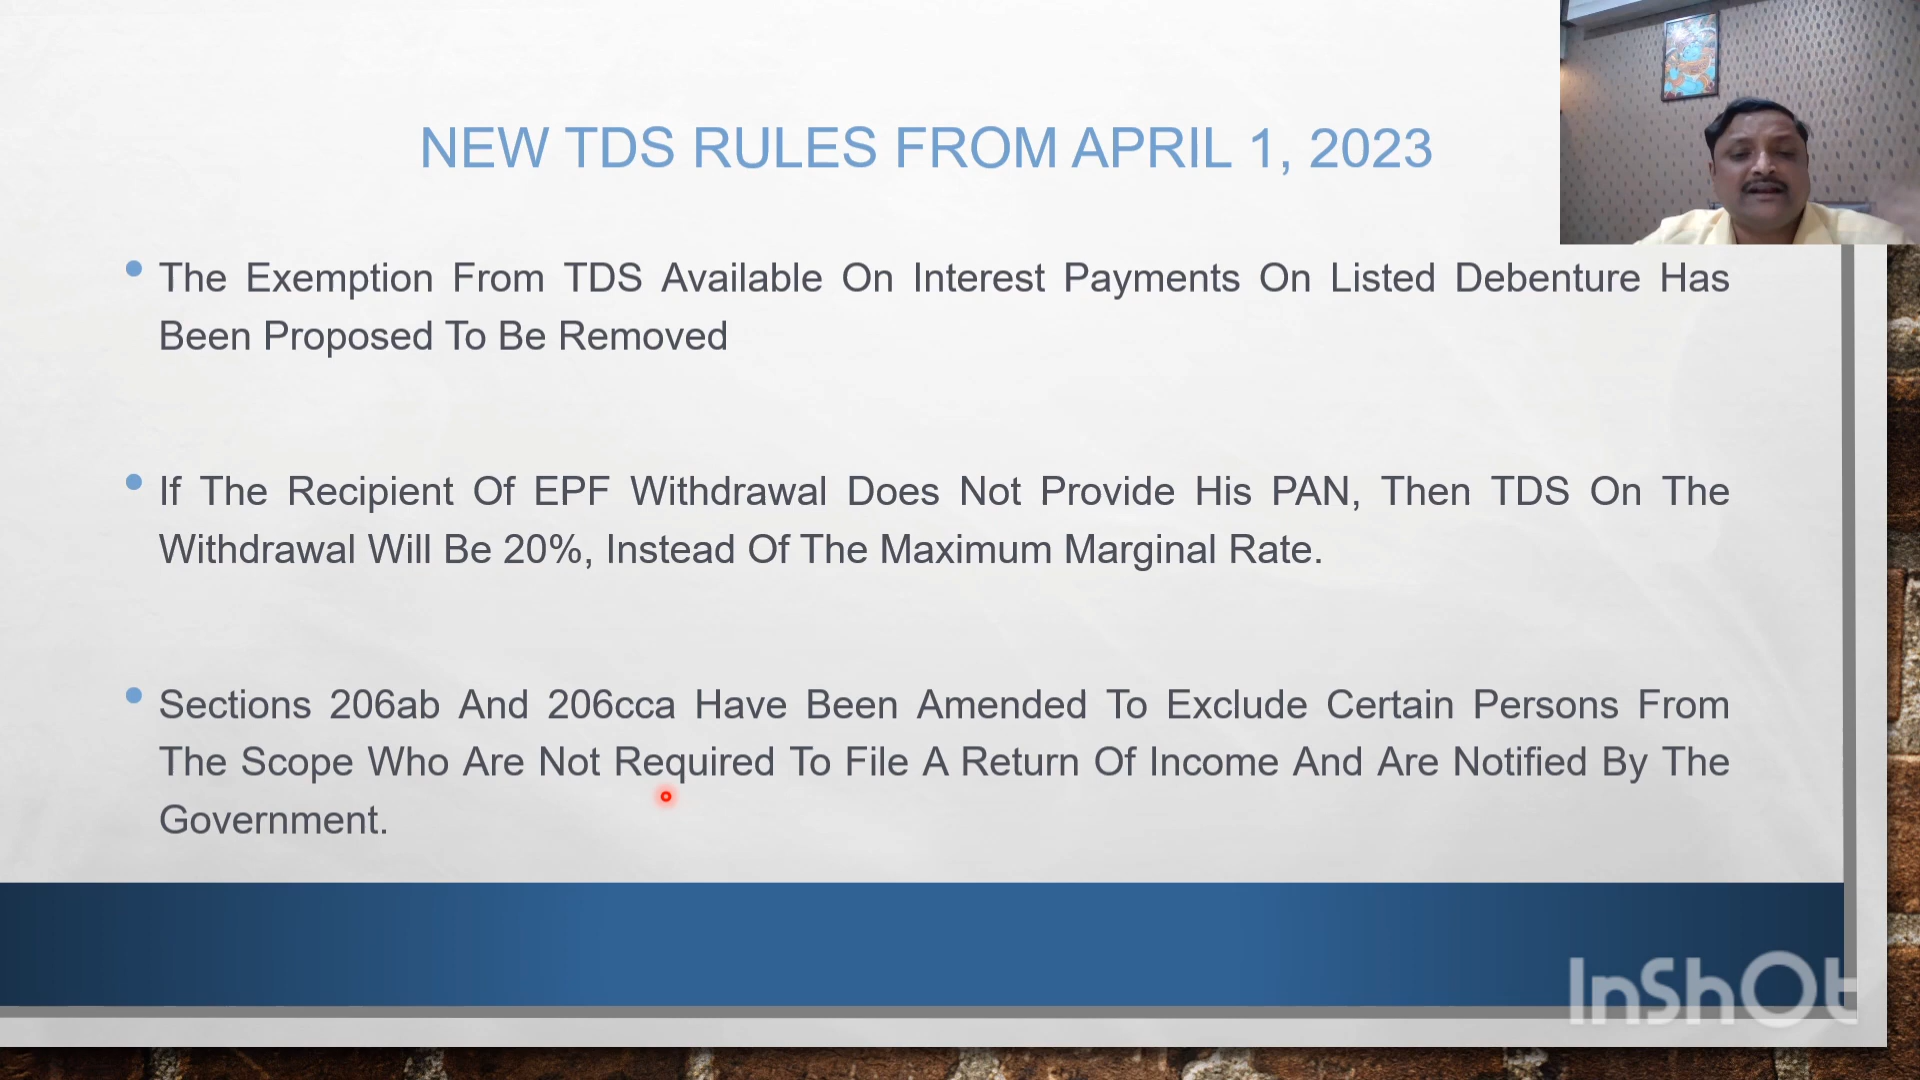 NEW TDS RULES FROM APRIL 1, 2023
The Exemption From TDS Available On Interest Payments On Listed Debenture Has
Been Proposed To Be Removed
If The Recipient Of EPF Withdrawal Does Not Provide His PAN, Then TDS On The
Withdrawal Will Be 20%, Instead Of The Maximum Marginal Rate.
Sections 206ab And 206cca Have Been Amended To Exclude Certain Persons From
The Scope Who Are Not Required To File A Return Of Income And Are Notified By The
Government.
InShOt